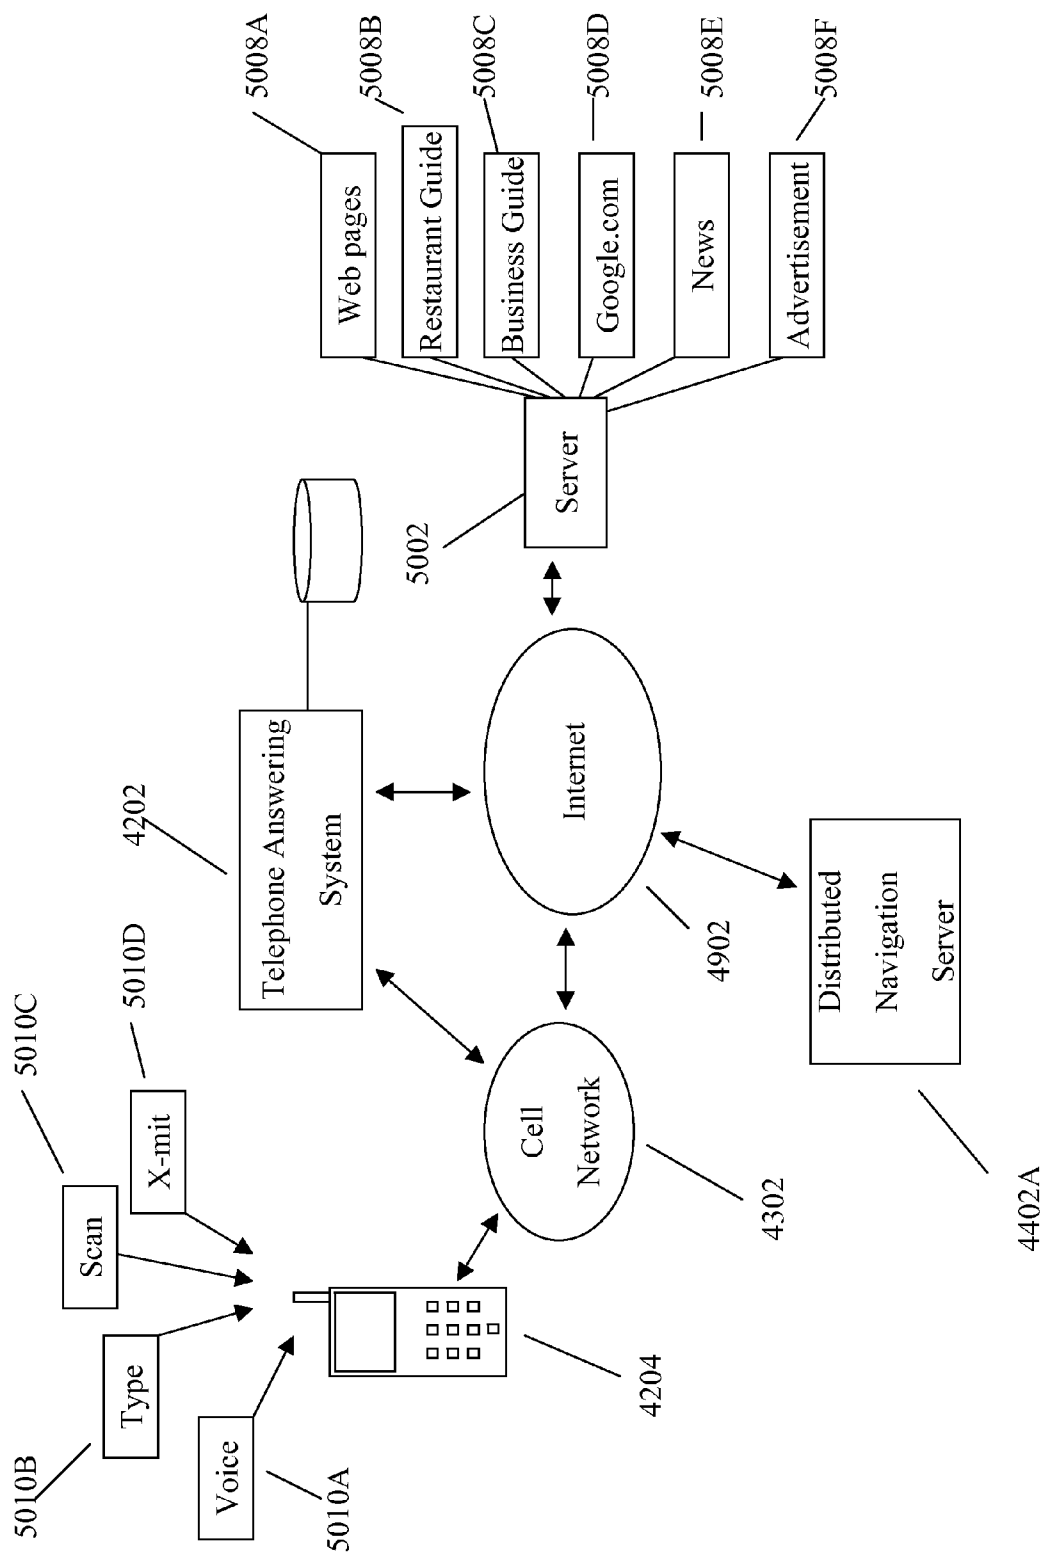 5010B
Type
5010C
Scan
5010D
X-mit
Voice
5010A
4204
4202
Telephone Answering
System
Cell
Network
4302
Internet
4902
Distributed
Navigation
Server
4402A
5002
Server
Web pages
5008A
Restaurant Guide
5008B
Business Guide
5008C
Google.com
5008D
News
5008E
Advertisement
5008F